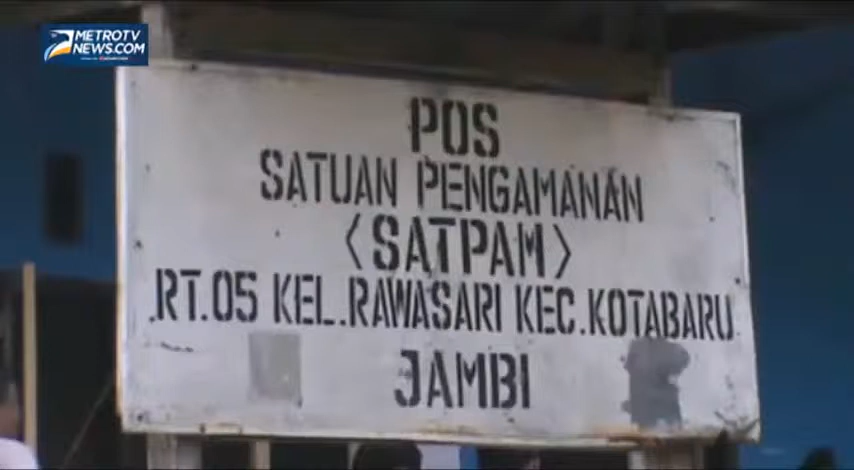 METROTV
NEWS.COM
POS
SATUAN PENGAMANAN
<SATPAM>
RT.05 KEL.RAWASARI KEC.KOTABARU
JAMBI